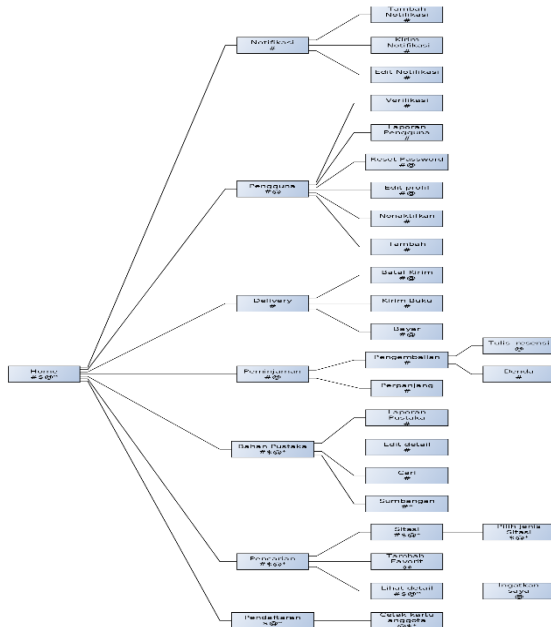 Tambah
Notifikasi
#
Kirim
Notifikasi
#
Edit Notifikasi
#
Notifikasi
#
Verifikasi
#
Laporan
Pengguna
#
Reset Password
#@
Edit profil
#@
Nonaktifkan
#
Tambah
#
Pengguna
#@
Batal Kirim
#@
Kirim Buku
#
Bayar
#@
Delivery
#
Home
Peminjaman
#@
Pengembalian
#
Perpanjang
#
Tulis resensi
@
Denda
#
Bahan Pustaka
Laporan
Pustaka
#
Edit detail
#
Cari
#
Sumbangan
Pencarian
Sitasi
Pilih jenis
Sitasi
Tambah
Favorit
Lihat detail
Ingatkan
saya
@
Pendaftaran
Cetak kartu
anggota